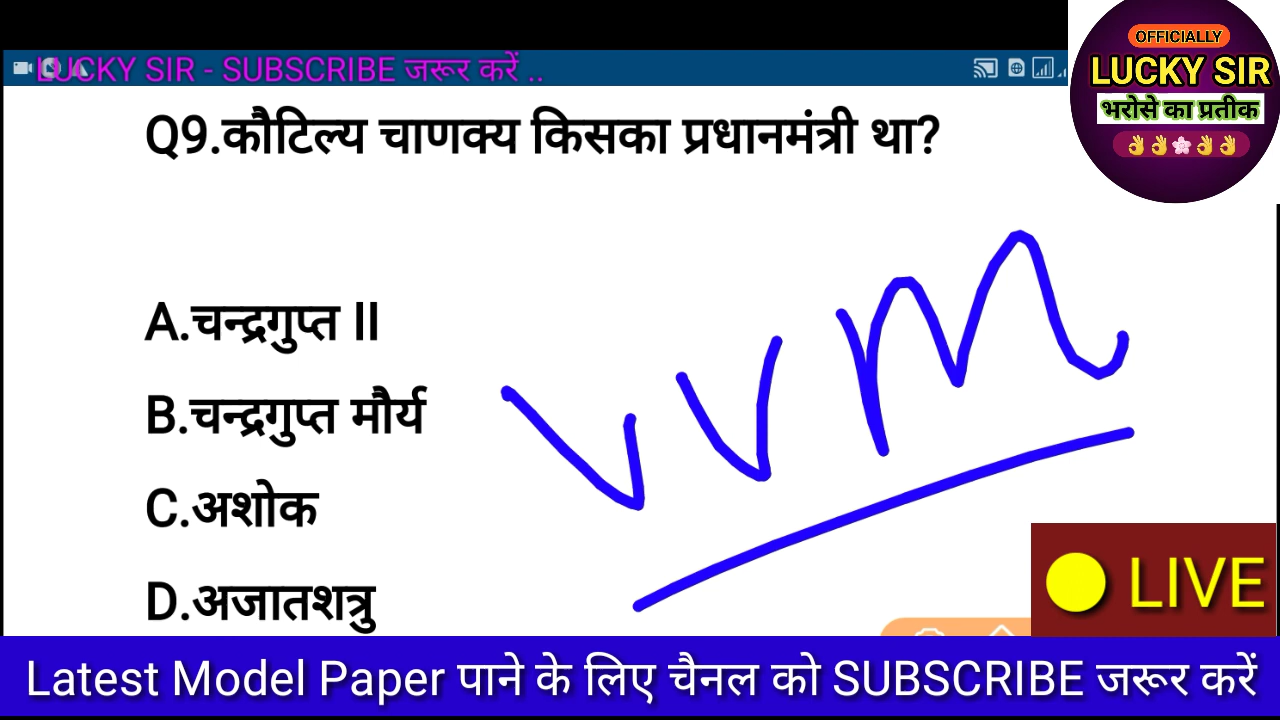 LUCKY SIR - SUBSCRIBE जरूर करें ..
OFFICIALLY
LUCKY SIR
भरोसे का प्रतीक
Q9.कौटिल्य चाणक्य किसका प्रधानमंत्री था?
A.चन्द्रगुप्त II
B.चन्द्रगुप्त मौर्य
C.अशोक
D.अजातशत्रु
VVM
LIVE
Latest Model Paper पाने के लिए चैनल को SUBSCRIBE जरूर करें